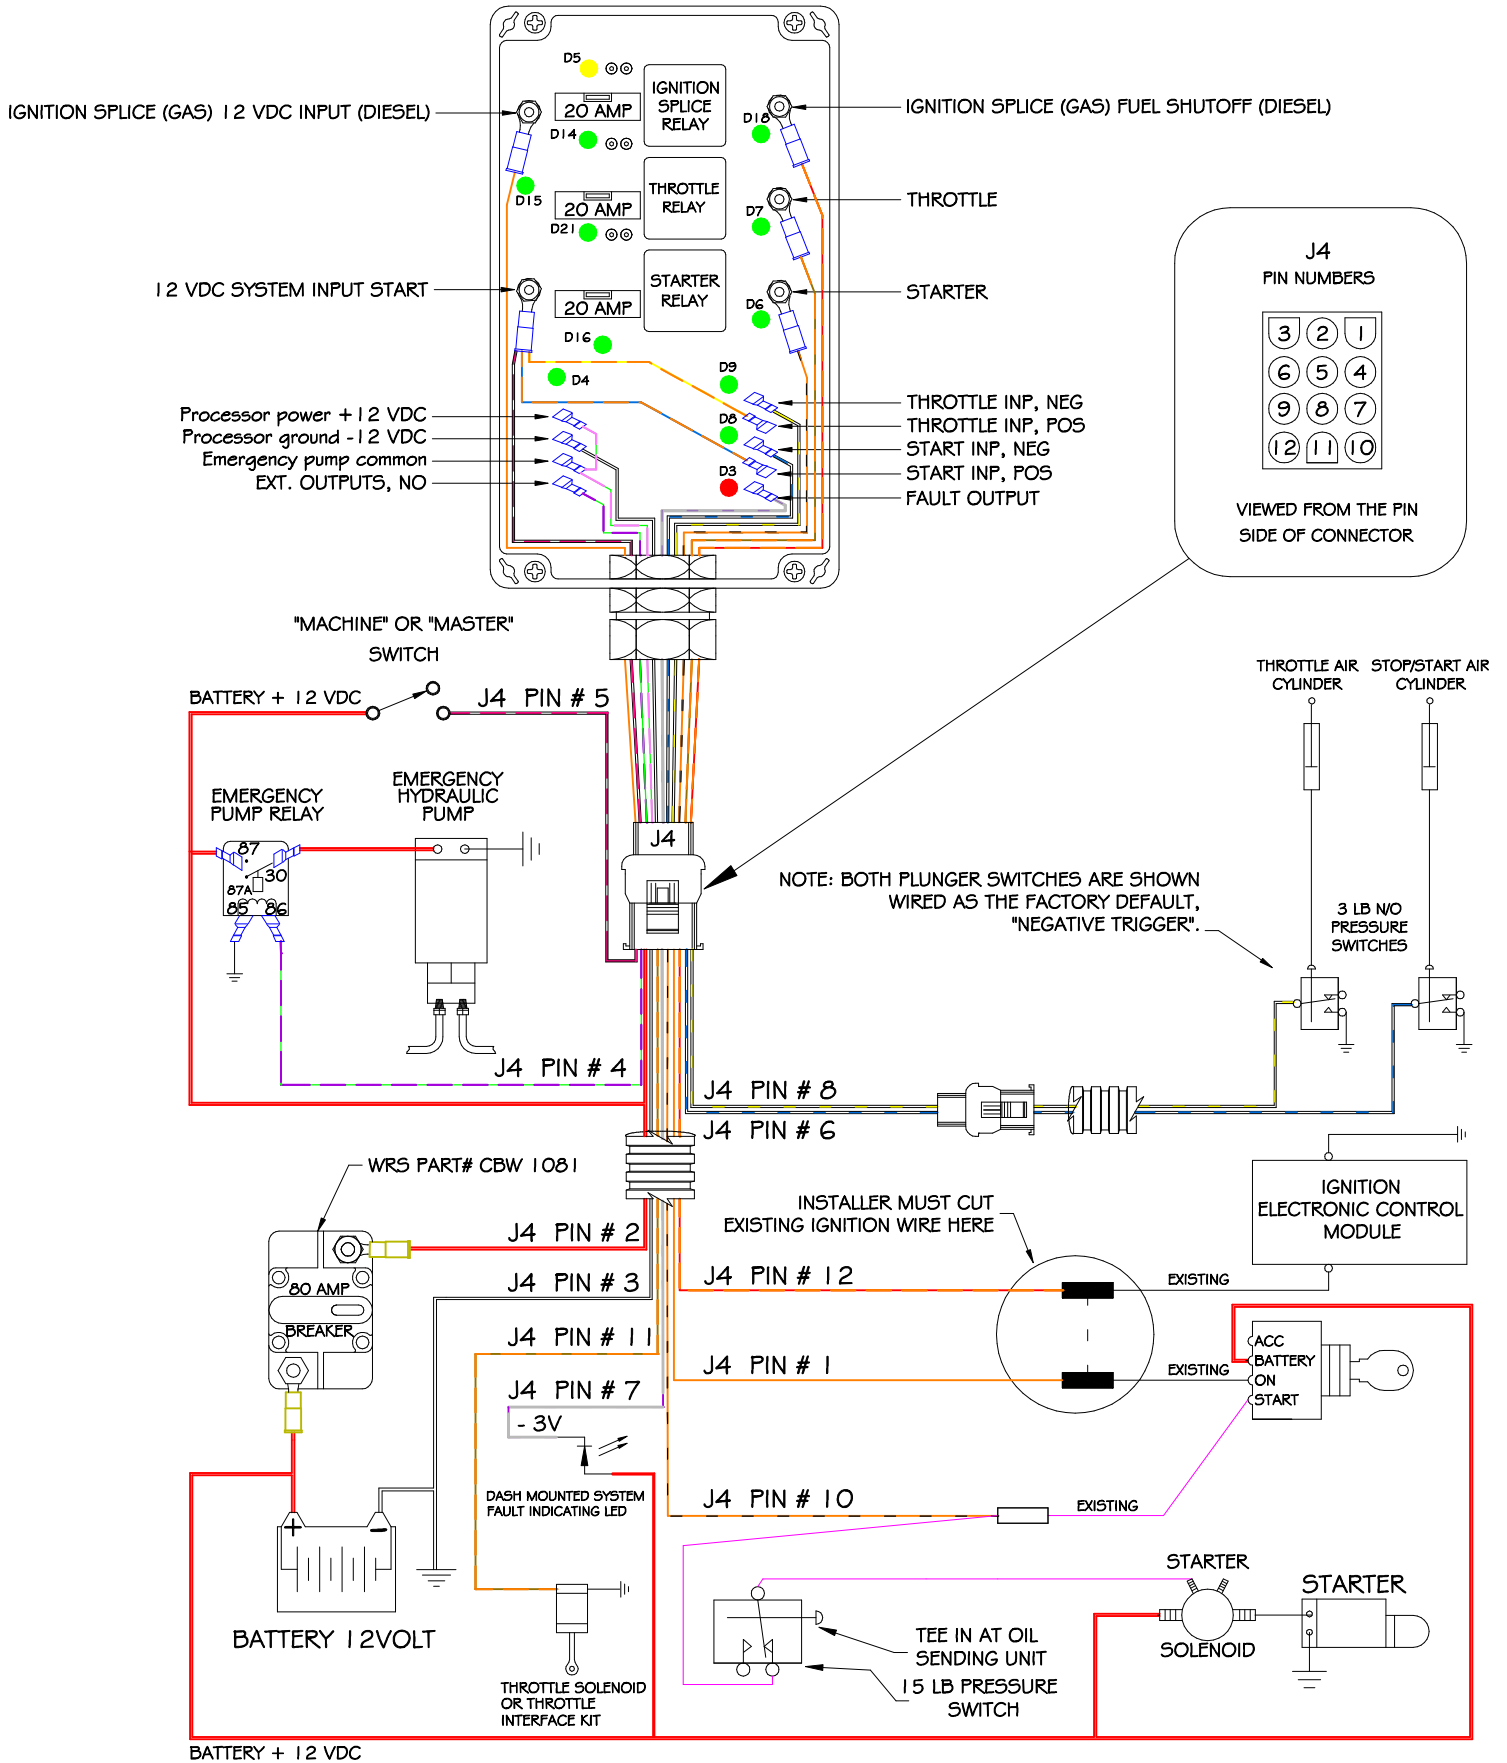 D5
IGNITION
SPLICE
RELAY
20 AMP
IGNITION SPLICE (GAS) 12 VDC INPUT (DIESEL)
IGNITION SPLICE (GAS) FUEL SHUTOFF (DIESEL)
D18
D14
D15
THROTTLE
RELAY
20 AMP
THROTTLE
D7
D21
12 VDC SYSTEM INPUT START
STARTER
RELAY
20 AMP
STARTER
D6
D16
D4
D9
Processor power +12 VDC
Processor ground -12 VDC
Emergency pump common
EXT. OUTPUTS, NO
D8
D3
THROTTLE INP, NEG
THROTTLE INP, POS
START INP, NEG
START INP, POS
FAULT OUTPUT
J4
PIN NUMBERS
3 2 1
6 5 4
9 8 7
12 11 10
VIEWED FROM THE PIN
SIDE OF CONNECTOR
"MACHINE" OR "MASTER"
SWITCH
BATTERY + 12 VDC
J4 PIN # 5
THROTTLE AIR
CYLINDER
STOP/START AIR
CYLINDER
EMERGENCY
PUMP RELAY
EMERGENCY
HYDRAULIC
PUMP
87
30
87A
85
86
J4
NOTE: BOTH PLUNGER SWITCHES ARE SHOWN
WIRED AS THE FACTORY DEFAULT,
"NEGATIVE TRIGGER".
3 LB N/O
PRESSURE
SWITCHES
J4 PIN # 4
J4 PIN # 8
J4 PIN # 6
WRS PART# CBW 1081
INSTALLER MUST CUT
EXISTING IGNITION WIRE HERE
IGNITION
ELECTRONIC CONTROL
MODULE
J4 PIN # 2
J4 PIN # 3
J4 PIN # 12
EXISTING
80 AMP
BREAKER
J4 PIN # 11
J4 PIN # 1
EXISTING
ACC
BATTERY
ON
START
J4 PIN # 7
- 3V
DASH MOUNTED SYSTEM
FAULT INDICATING LED
J4 PIN # 10
EXISTING
+
-
BATTERY 12VOLT
STARTER
SOLENOID
STARTER
TEE IN AT OIL
SENDING UNIT
15 LB PRESSURE
SWITCH
THROTTLE SOLENOID
OR THROTTLE
INTERFACE KIT
BATTERY + 12 VDC